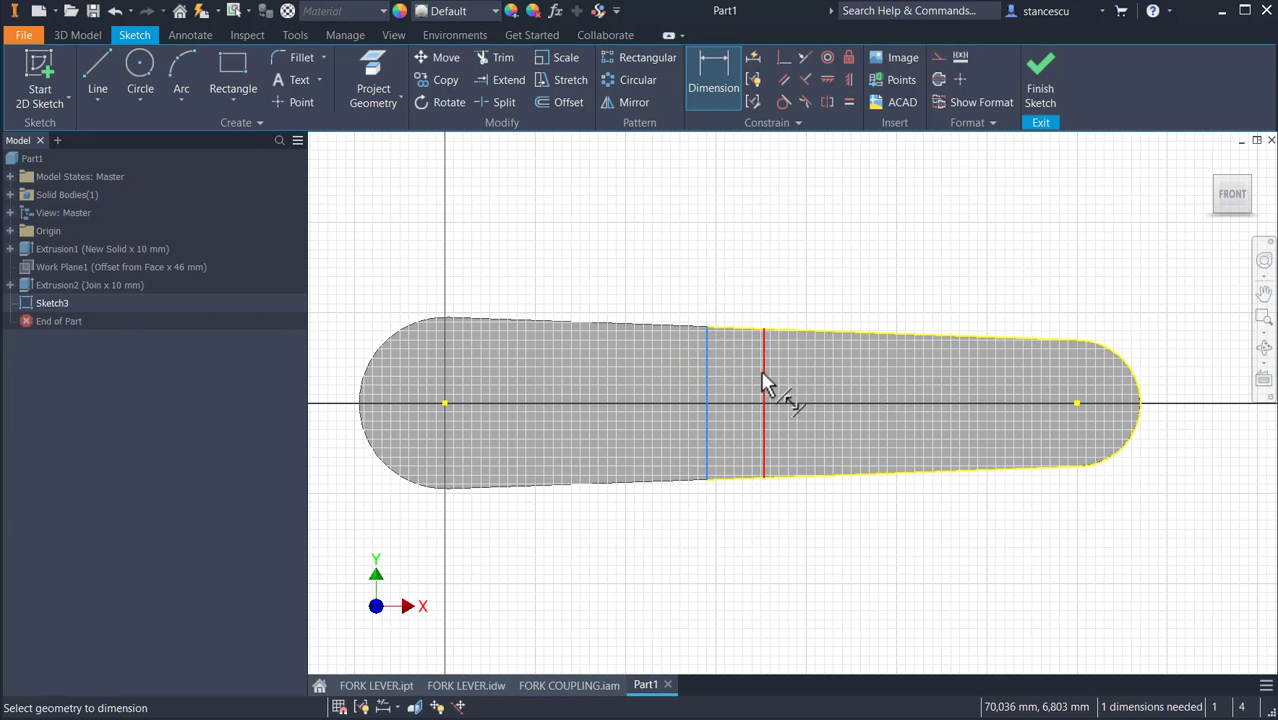 Material
Default
fx
Part1
Search Help & Commands...
stancescu
?
File
3D Model
Sketch
Annotate
Inspect
Tools
Manage
View
Environments
Get Started
Collaborate
Start
2D Sketch
Line
Circle
Arc
Rectangle
Fillet
Text
Point
Project
Geometry
Move
Copy
Rotate
Trim
Extend
Split
Scale
Stretch
Offset
Rectangular
Circular
Mirror
Dimension
Image
Points
ACAD
Show Format
Finish
Sketch
Sketch
Create
Modify
Pattern
Constrain
Insert
Format
Exit
Model
Part1
Model States: Master
Solid Bodies(1)
View: Master
Origin
Extrusion1 (New Solid x 10 mm)
Work Plane1 (Offset from Face x 46 mm)
Extrusion2 (Join x 10 mm)
Sketch3
End of Part
FRONT
Y
X
FORK LEVER.ipt
FORK LEVER.idw
FORK COUPLING.iam
Part1
Select geometry to dimension
70,036 mm, 6,803 mm
1 dimensions needed
1
4